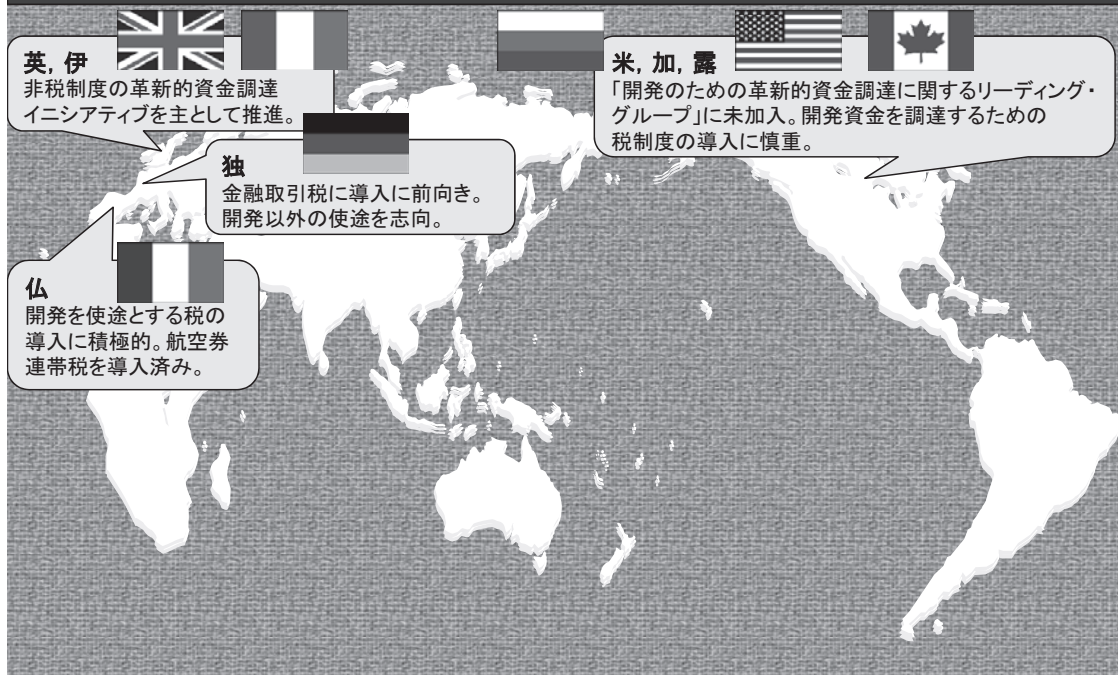 英，伊
非税制度の革新的資金調達
イニシアティブを主として推進。
米，加，露
「開発のための革新的資金調達に関するリーディング・
グループ」に未加入。開発資金を調達するための
税制度の導入に慎重。
独
金融取引税に導入に前向き。
開発以外の使途を志向。
仏
開発を使途とする税の
導入に積極的。航空券
連帯税を導入済み。